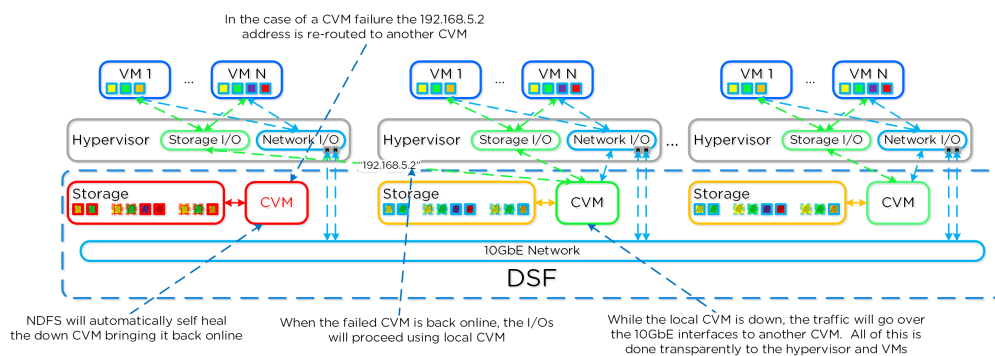 In the case of a CVM failure the 192.168.5.2
address is re-routed to another CVM
VM 1
...
VM N
VM 1
...
VM N
VM 1
...
VM N
Hypervisor
Storage I/O
Network I/O
Hypervisor
Storage I/O
Network I/O
...
Hypervisor
Storage I/O
Network I/O
"192.168.5.2"
Storage
CVM
Storage
CVM
Storage
CVM
10GbE Network
DSF
NDFS will automatically self heal
the down CVM bringing it back online
When the failed CVM is back online, the I/Os
will proceed using local CVM
While the local CVM is down, the traffic will go over
the 10GbE interfaces to another CVM. All of this is
done transparently to the hypervisor and VMs